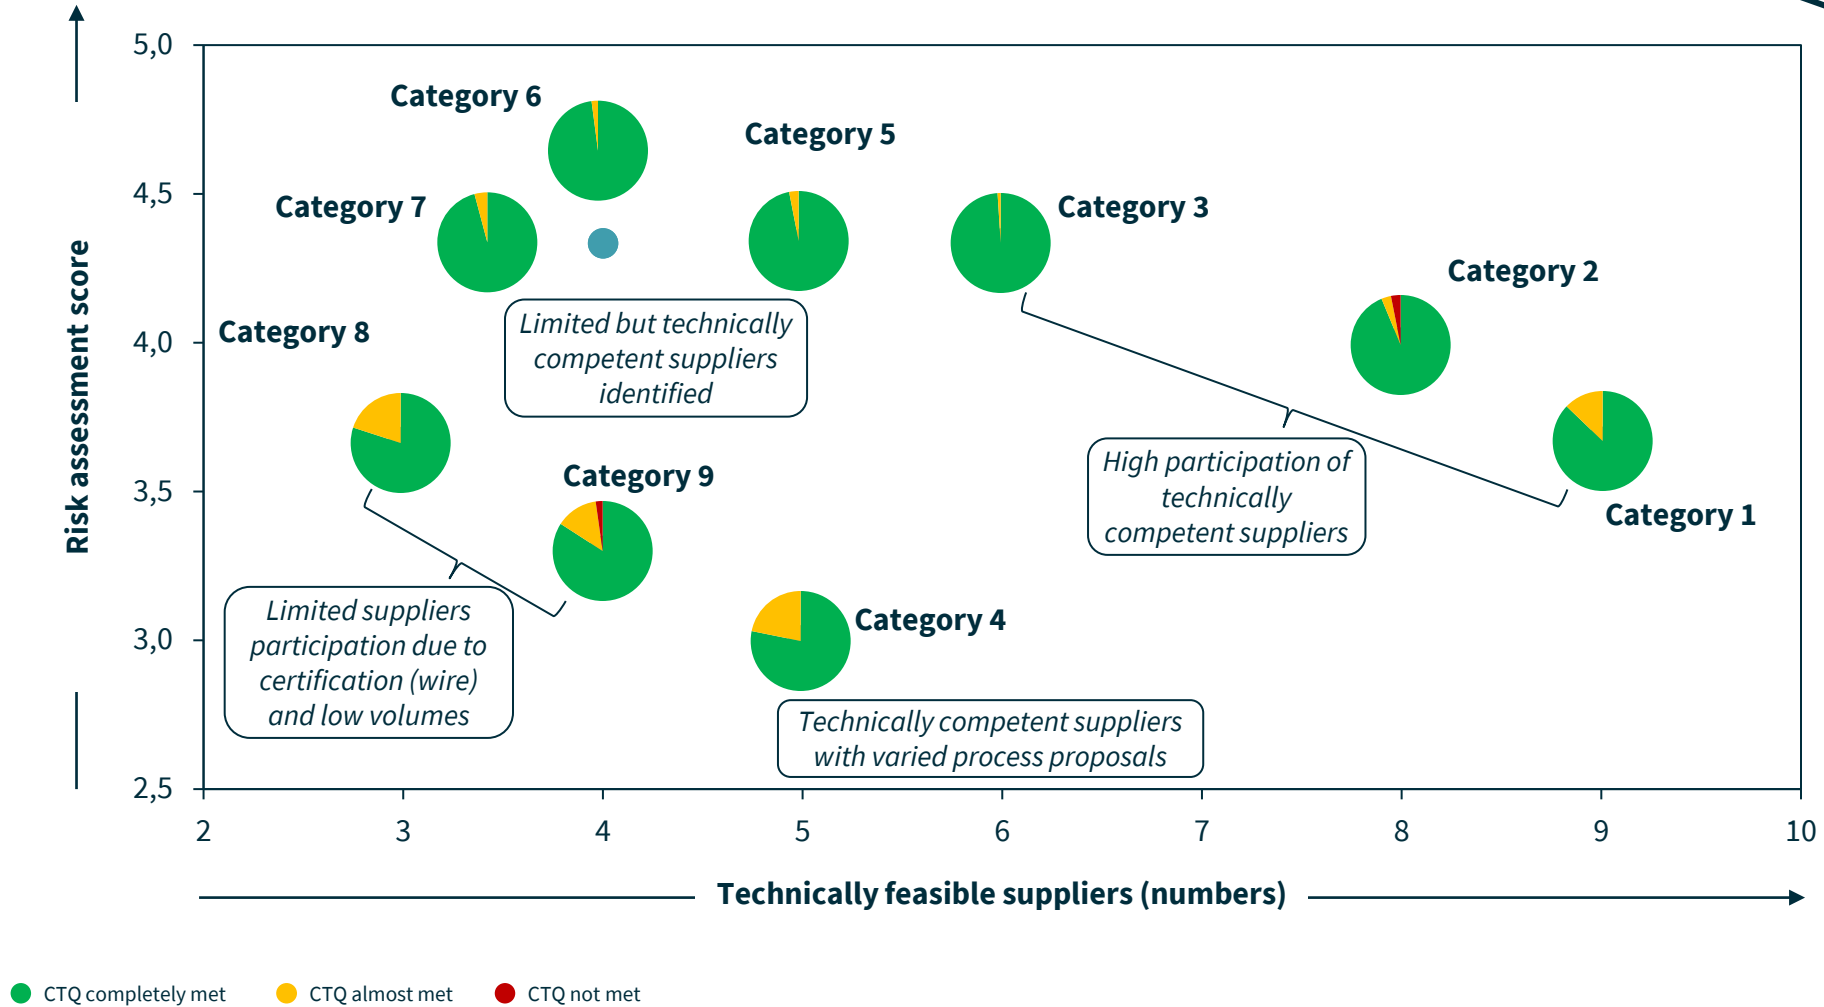 5,0
4,5
4,0
3,5
3,0
2,5
Risk assessment score
Category 6
Category 5
Category 7
Category 3
Category 2
Category 8
Limited but technically
competent suppliers
identified
High participation of
technically
competent suppliers
Category 9
Category 1
Limited suppliers
participation due to
certification (wire)
and low volumes
Category 4
Technically competent suppliers
with varied process proposals
2 3 4 5 6 7 8 9 10
Technically feasible suppliers (numbers)
CTQ completely met CTQ almost met CTQ not met